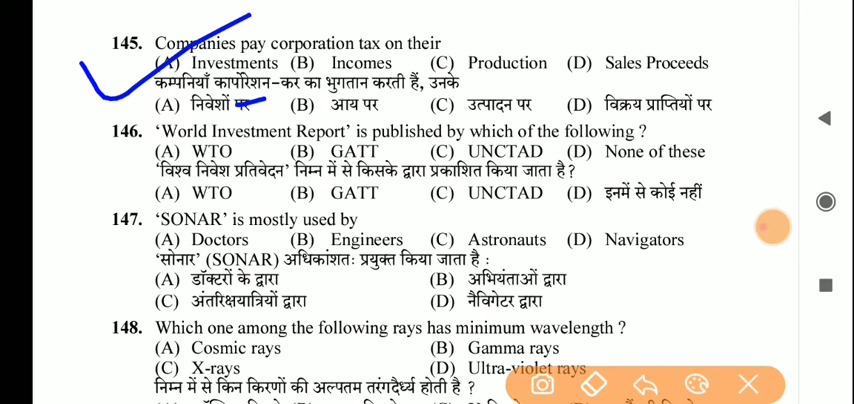 145. Companies pay corporation tax on their
(A) Investments (B) Incomes (C) Production (D) Sales Proceeds
कम्पनियाँ कार्पोरेशन-कर का भुगतान करती हैं, उनके
(A) निवेशों पर (B) आय पर (C) उत्पादन पर (D) विक्रय प्राप्तियों पर
146. ‘World Investment Report’ is published by which of the following ?
(A) WTO (B) GATT (C) UNCTAD (D) None of these
‘विश्व निवेश प्रतिवेदन’ निम्न में से किसके द्वारा प्रकाशित किया जाता है?
(A) WTO (B) GATT (C) UNCTAD (D) इनमें से कोई नहीं
147. ‘SONAR’ is mostly used by
(A) Doctors (B) Engineers (C) Astronauts (D) Navigators
‘सोनार’ (SONAR) अधिकांशतः प्रयुक्त किया जाता है :
(A) डॉक्टरों के द्वारा (B) अभियंताओं द्वारा
(C) अंतरिक्षयात्रियों द्वारा (D) नैविगेटर द्वारा
148. Which one among the following rays has minimum wavelength ?
(A) Cosmic rays (B) Gamma rays
(C) X-rays (D) Ultra-violet rays
निम्न में से किन किरणों की अल्पतम तरंगदैर्ध्य होती है ?